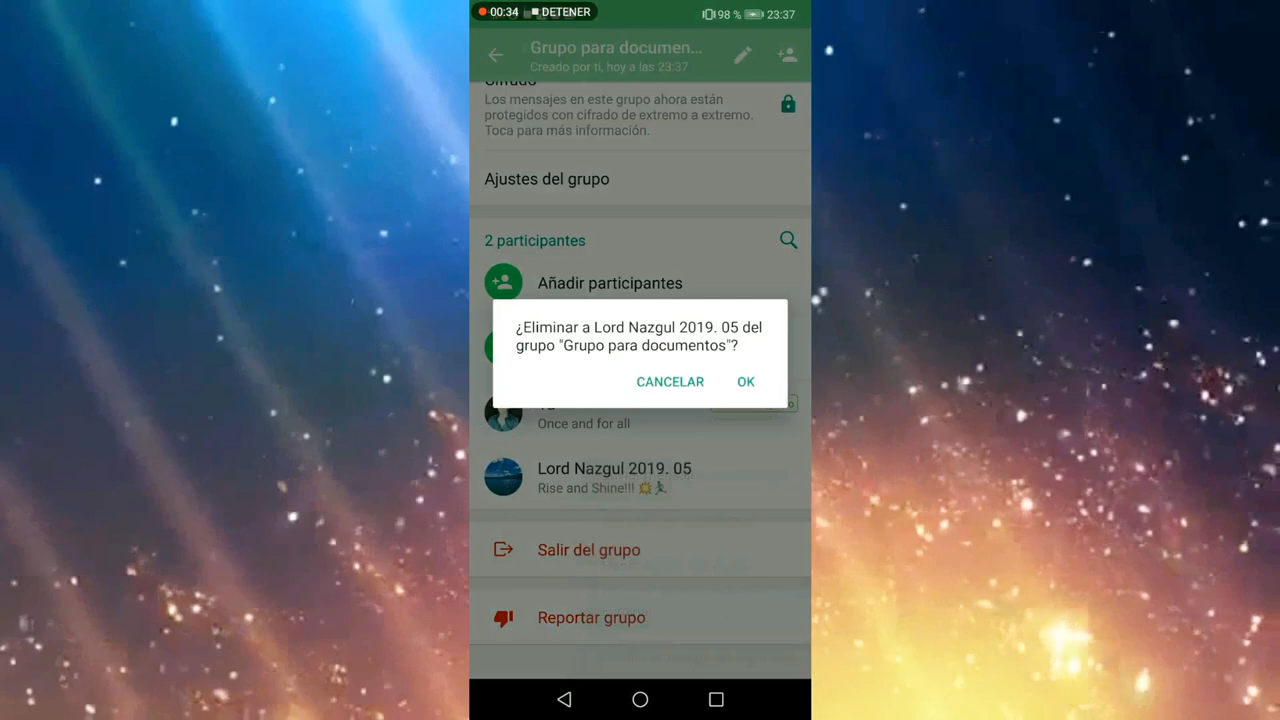 00:34 DETENER 98 % 23:37
Grupo para documen...
Creado por ti, hoy a las 23:37
Cifrado
Los mensajes en este grupo ahora están
protegidos con cifrado de extremo a extremo.
Toca para más información.
Ajustes del grupo
2 participantes
Añadir participantes
¿Eliminar a Lord Nazgul 2019. 05 del
grupo "Grupo para documentos"?
CANCELAR OK
Once and for all
Lord Nazgul 2019. 05
Rise and Shine!!! 💥🏃
Salir del grupo
Reportar grupo